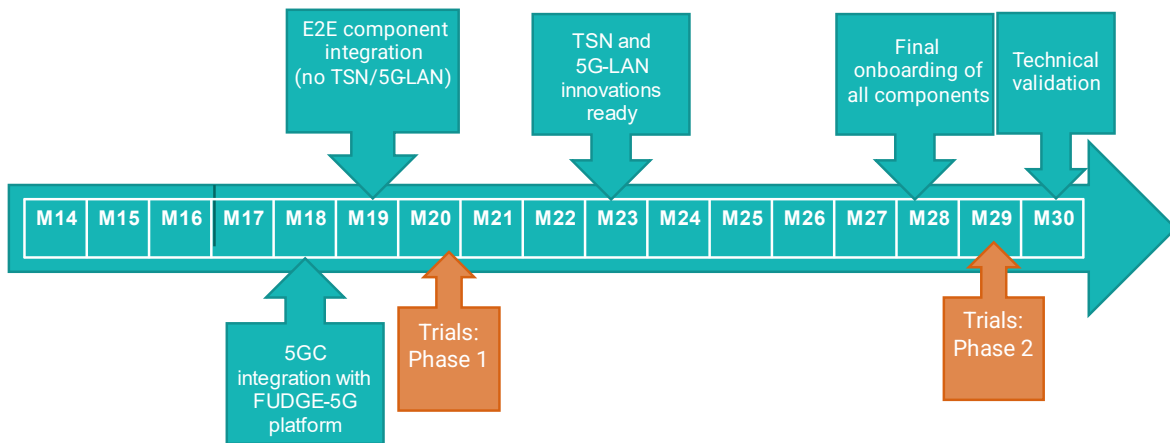 E2E component
integration
(no TSN/5G-LAN)
TSN and
5G-LAN
innovations
ready
Final
onboarding of
all components
Technical
validation
M14 M15 M16 M17 M18 M19 M20 M21 M22 M23 M24 M25 M26 M27 M28 M29 M30
5GC
integration with
FUDGE-5G
platform
Trials:
Phase 1
Trials:
Phase 2